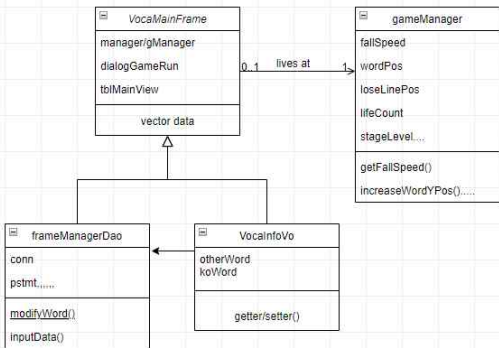 VocaMainFrame
manager/gManager
dialogGameRun
tblMainView
vector data
0..1
lives at
1
gameManager
fallSpeed
wordPos
loseLinePos
lifeCount
stageLevel....
getFallSpeed()
increaseWordYPos().....
frameManagerDao
conn
pstmt,,,,,,
modifyWord()
inputData()
VocaInfoVo
otherWord
koWord
getter/setter()